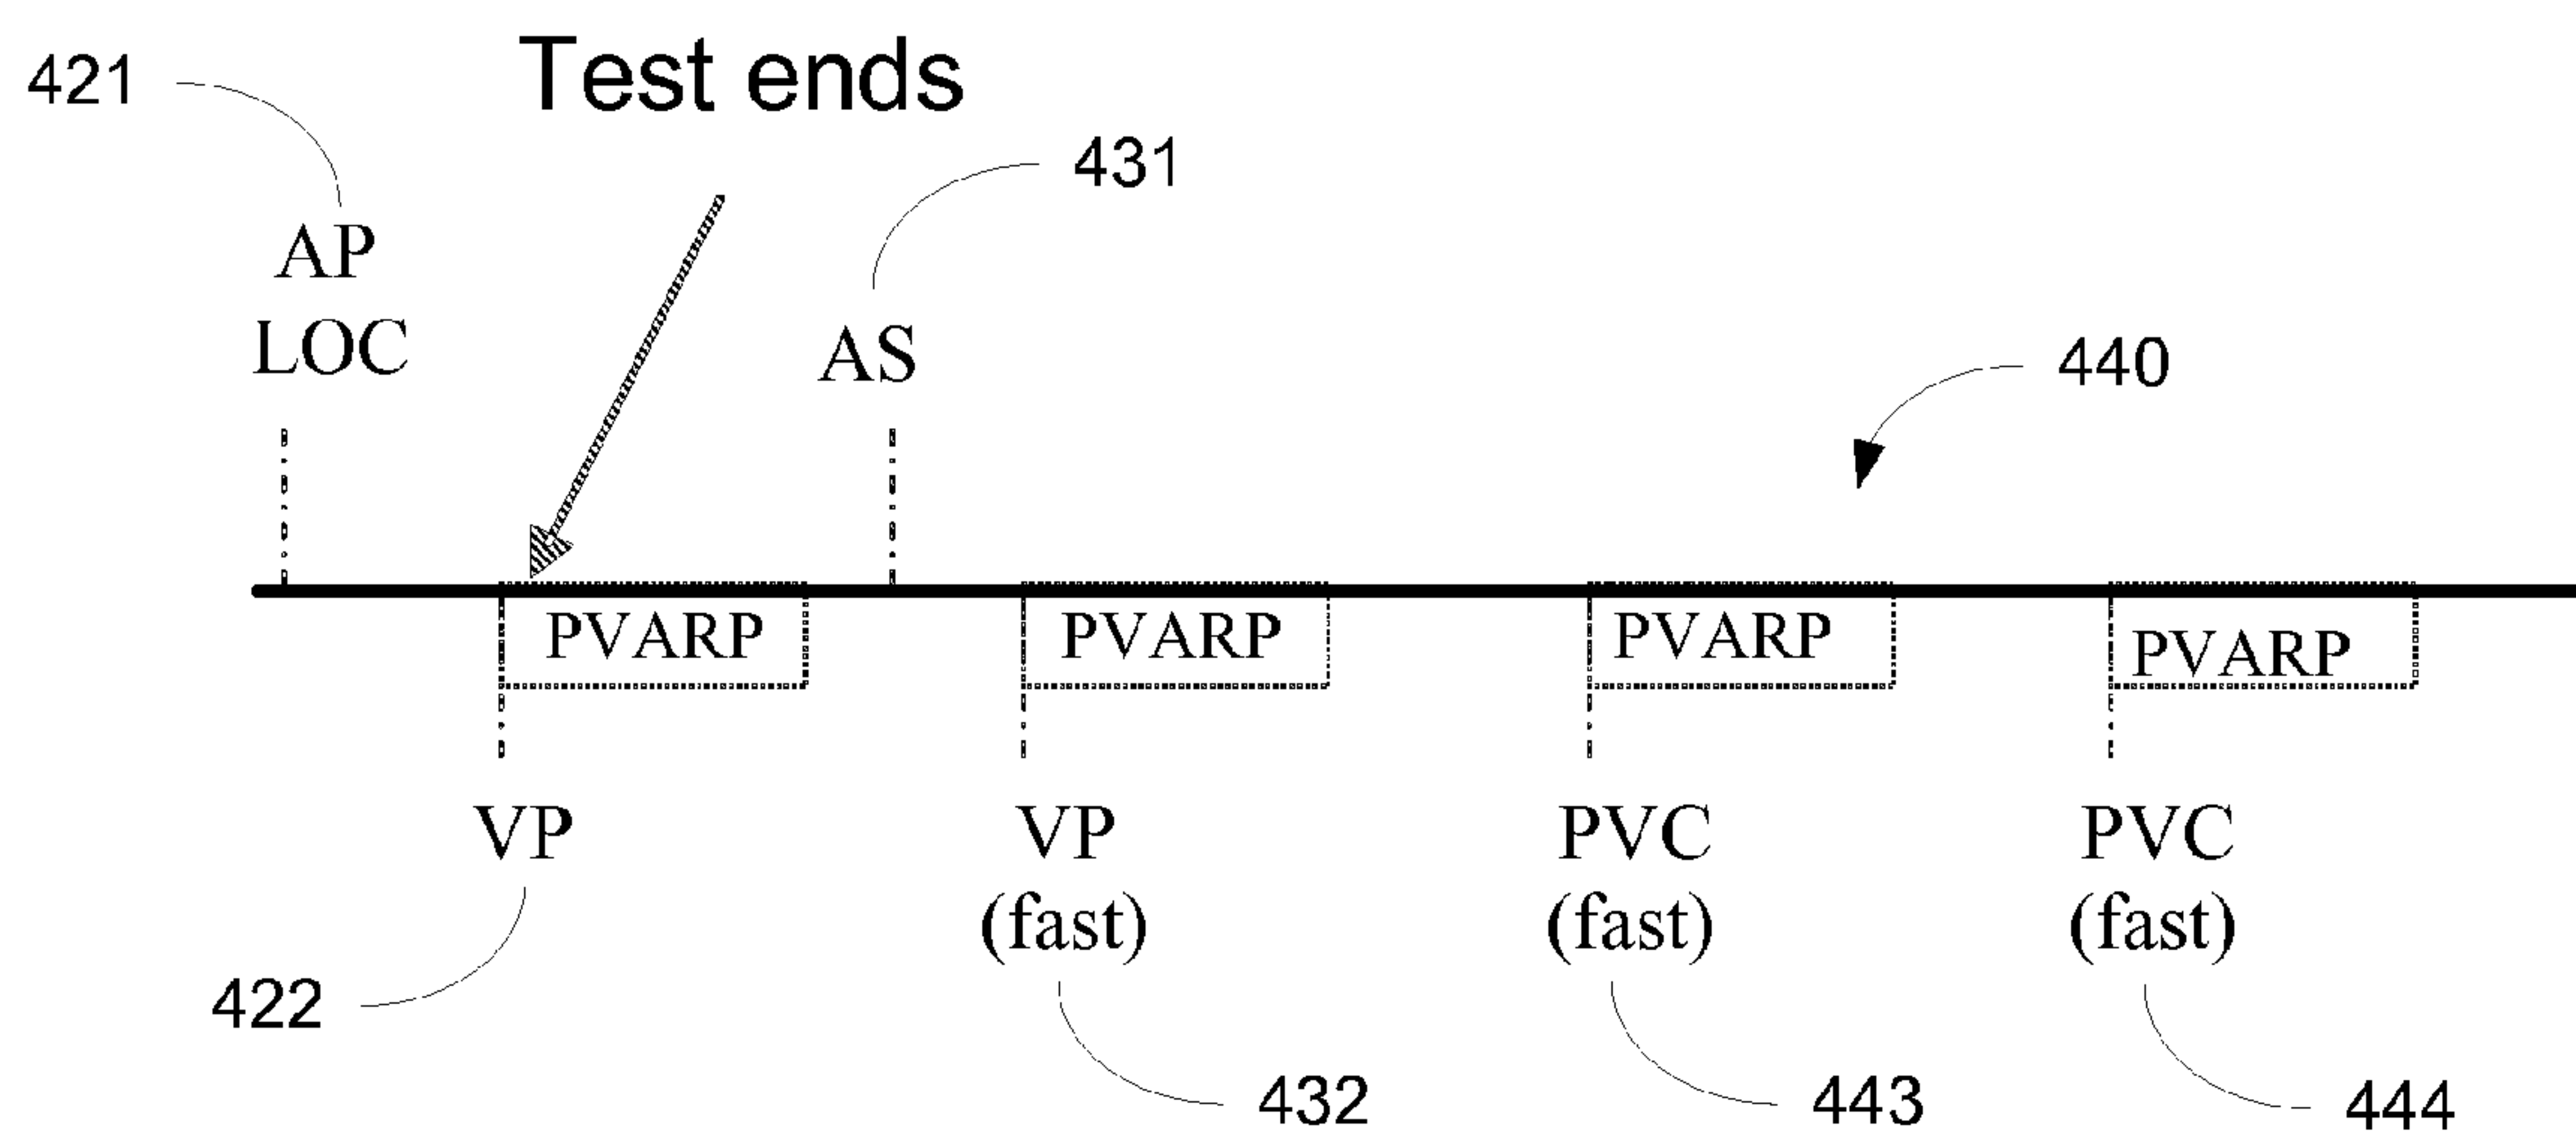 Test ends
421
431
AP
LOC
AS
440
PVARP
PVARP
PVARP
PVARP
VP
VP
(fast)
PVC
(fast)
PVC
(fast)
422
432
443
444